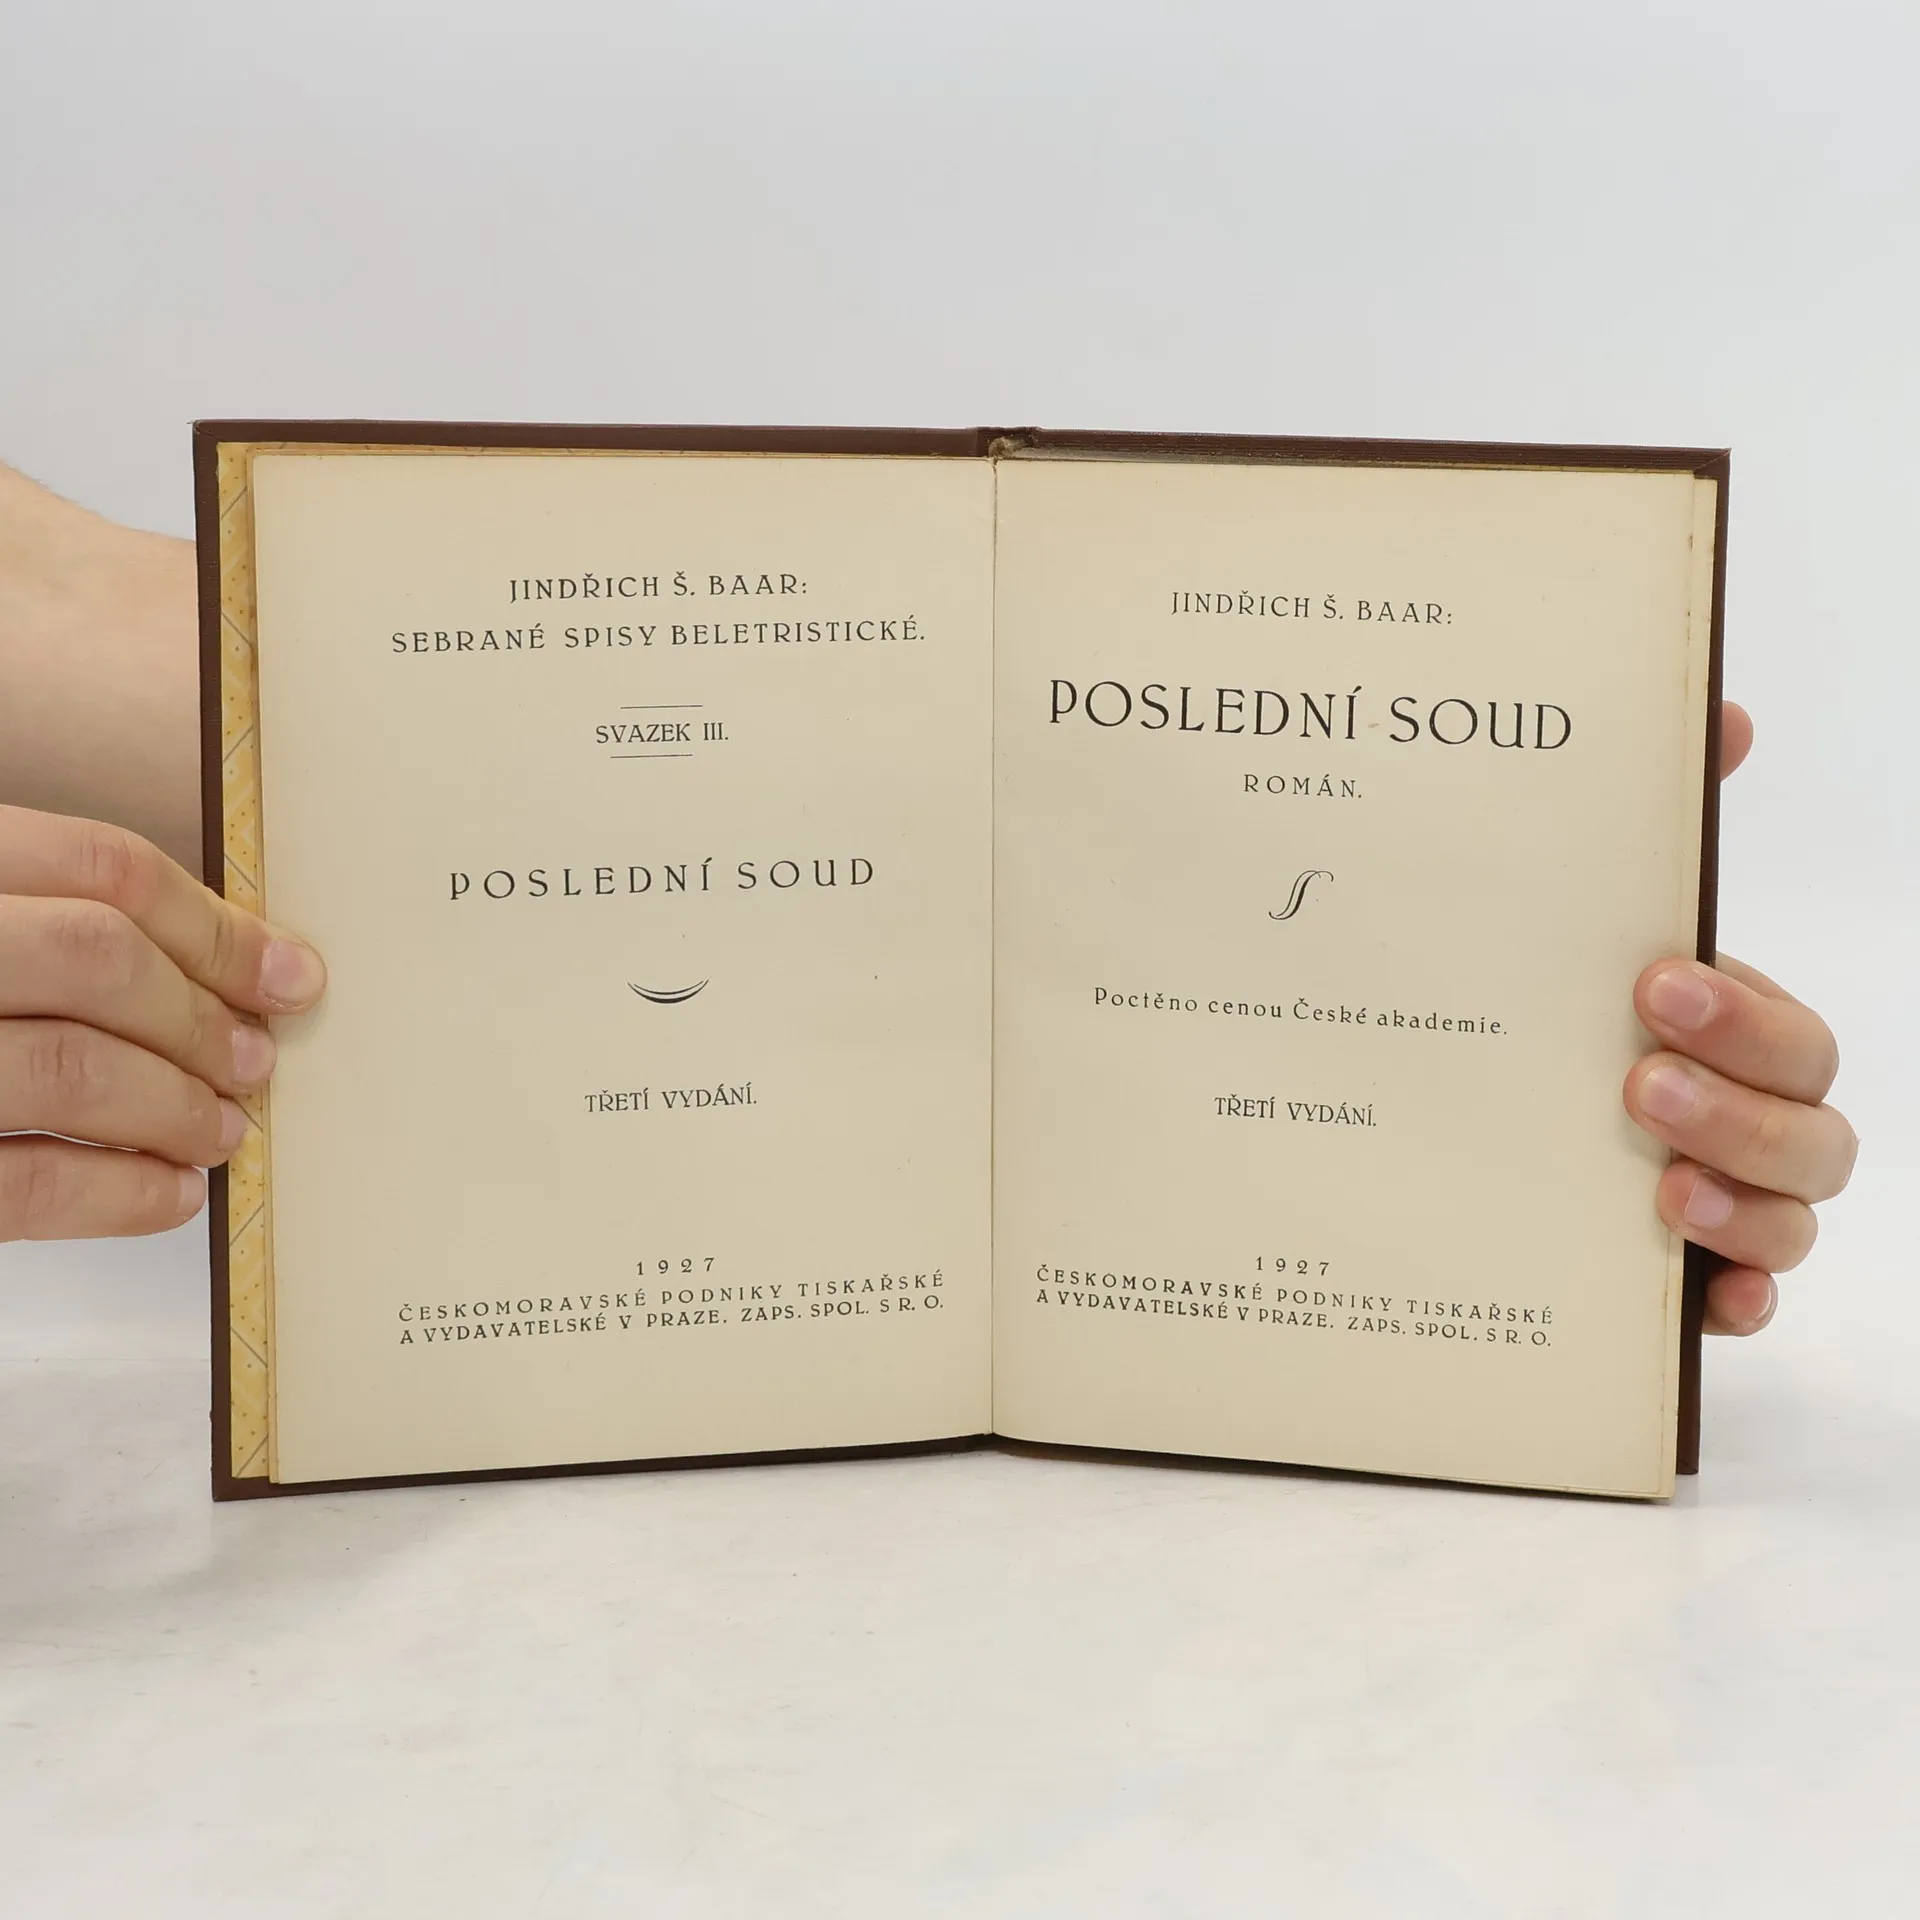 JINDŘICH Š. BAAR:
SEBRANÉ SPISY BELETRISTICKÉ.
SVAZEK III.
POSLEDNÍ SOUD
TŘETÍ VYDÁNÍ.
1927
ČESKOMORAVSKÉ PODNIKY TISKAŘSKÉ
A VYDAVATELSKÉ V PRAZE. ZAPS. SPOL. S R. O.
JINDŘICH Š. BAAR:
POSLEDNÍ SOUD
ROMÁN.
Poctěno cenou České akademie.
TŘETÍ VYDÁNÍ.
1927
ČESKOMORAVSKÉ PODNIKY TISKAŘSKÉ
A VYDAVATELSKÉ V PRAZE. ZAPS. SPOL. S R. O.